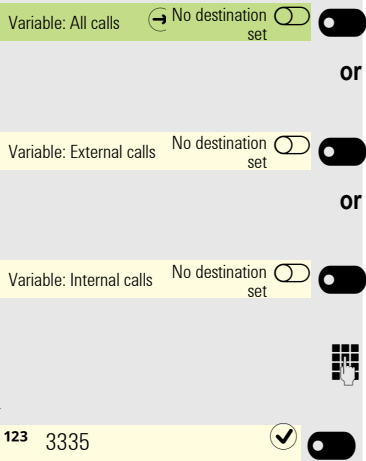 Variable: All calls No destination
set
or
Variable: External calls No destination
set
or
Variable: Internal calls No destination
set
123 3335